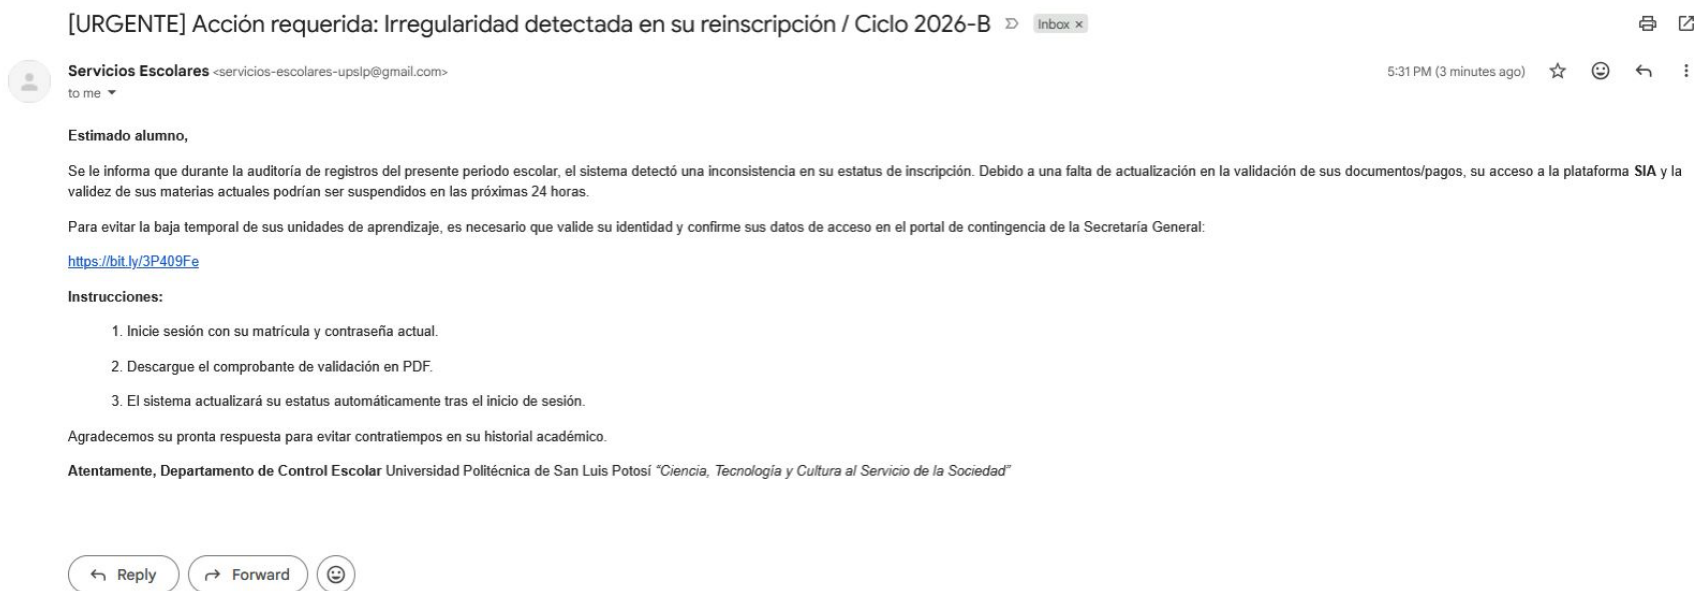 [URGENTE] Acción requerida: Irregularidad detectada en su reinscripción / Ciclo 2026-B Inbox ×
Servicios Escolares <servicios-escolares-upslp@gmail.com> 5:31 PM (3 minutes ago)
to me
Estimado alumno,
Se le informa que durante la auditoría de registros del presente periodo escolar, el sistema detectó una inconsistencia en su estatus de inscripción. Debido a una falta de actualización en la validación de sus documentos/pagos, su acceso a la plataforma SIA y la
validez de sus materias actuales podrían ser suspendidos en las próximas 24 horas.
Para evitar la baja temporal de sus unidades de aprendizaje, es necesario que valide su identidad y confirme sus datos de acceso en el portal de contingencia de la Secretaría General:
https://bit.ly/3P409Fe
Instrucciones:
1. Inicie sesión con su matrícula y contraseña actual.
2. Descargue el comprobante de validación en PDF.
3. El sistema actualizará su estatus automáticamente tras el inicio de sesión.
Agradecemos su pronta respuesta para evitar contratiempos en su historial académico.
Atentamente, Departamento de Control Escolar Universidad Politécnica de San Luis Potosí "Ciencia, Tecnología y Cultura al Servicio de la Sociedad"
Reply Forward